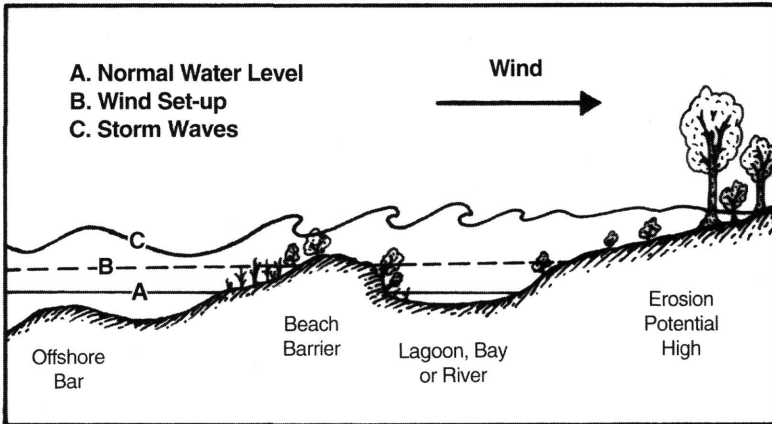 A. Normal Water Level
B. Wind Set-up
C. Storm Waves
Wind
C
B
A
Offshore
Bar
Beach
Barrier
Lagoon, Bay
or River
Erosion
Potential
High